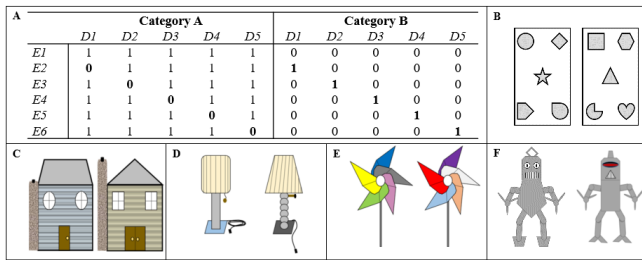 A Category A Category B B
D1 D2 D3 D4 D5 D1 D2 D3 D4 D5
E1 1 1 1 1 1 0 0 0 0 0
E2 0 1 1 1 1 1 0 0 0 0
E3 1 0 1 1 1 0 1 0 0 0
E4 1 1 0 1 1 0 0 1 0 0
E5 1 1 1 0 1 0 0 0 1 0
E6 1 1 1 1 0 0 0 0 0 1
C D E F